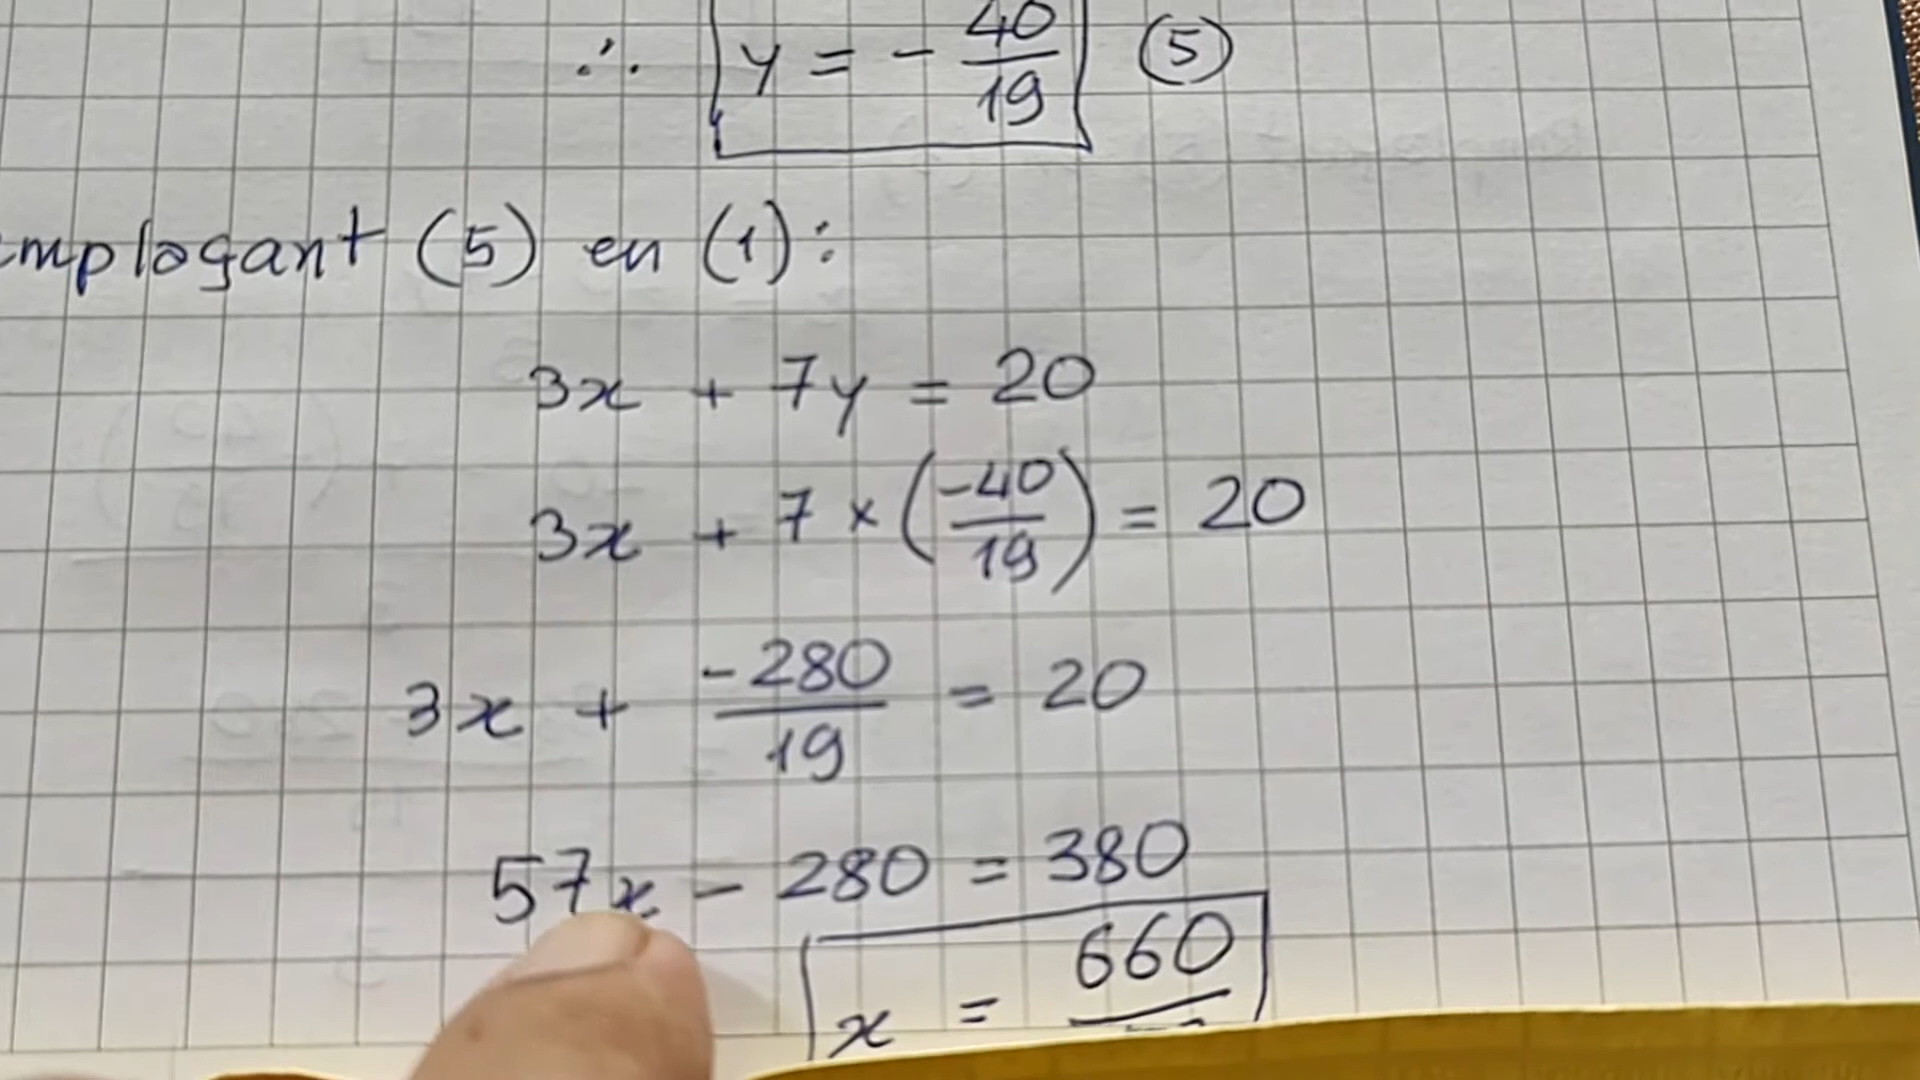 ∴ y = - 40/19 (5)
emplaçant (5) en (1):
3x + 7y = 20
3x + 7 × (-40/19) = 20
3x + -280/19 = 20
57x - 280 = 380
x = 660